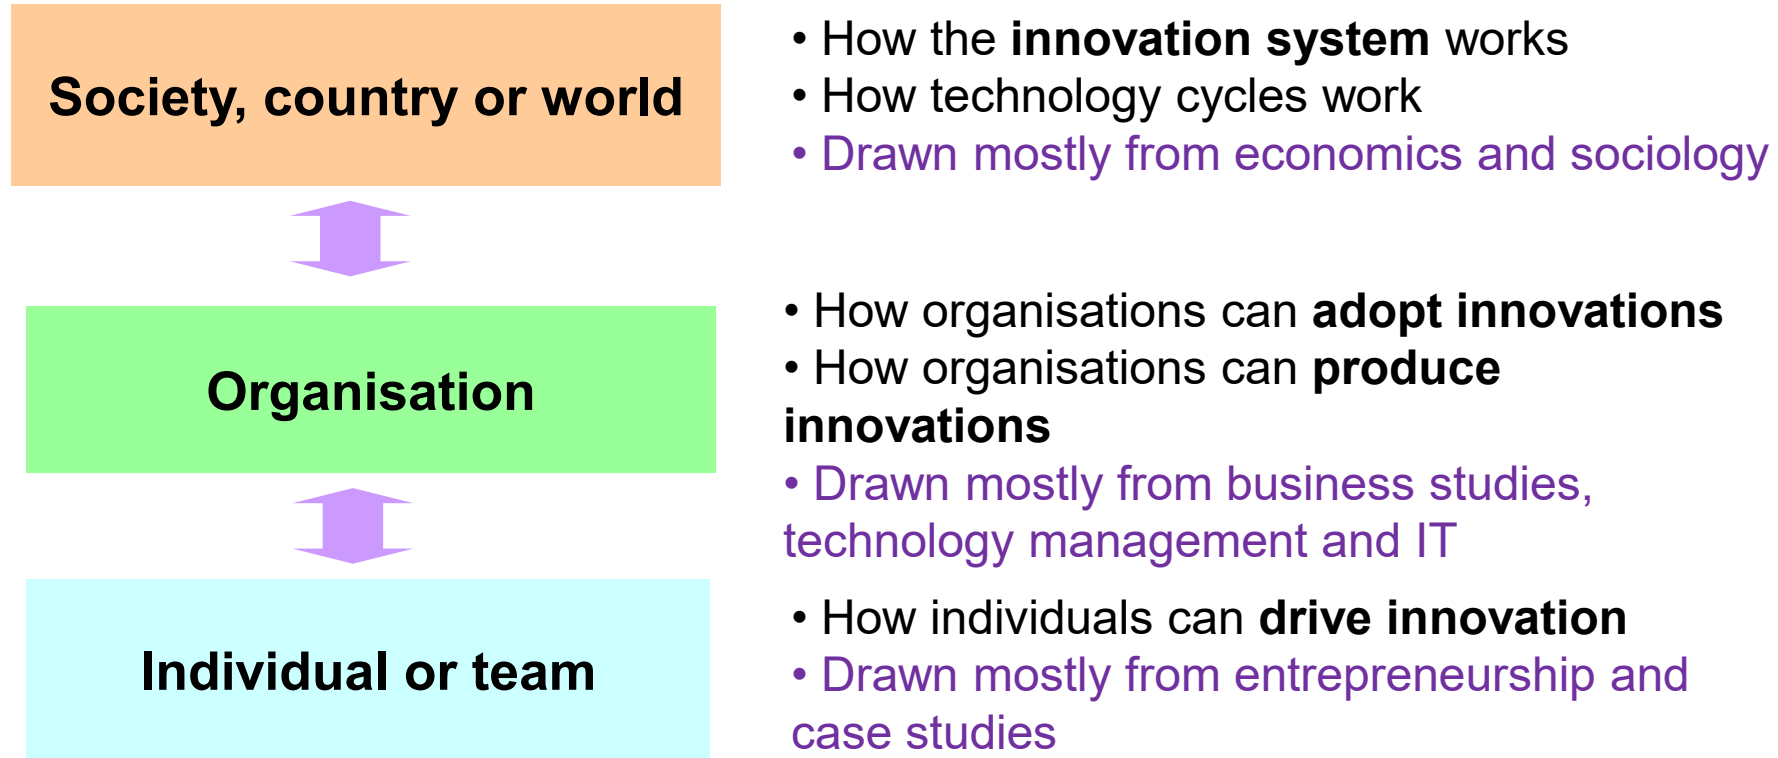 Society, country or world
• How the innovation system works
• How technology cycles work
• Drawn mostly from economics and sociology
Organisation
• How organisations can adopt innovations
• How organisations can produce
innovations
• Drawn mostly from business studies,
technology management and IT
Individual or team
• How individuals can drive innovation
• Drawn mostly from entrepreneurship and
case studies